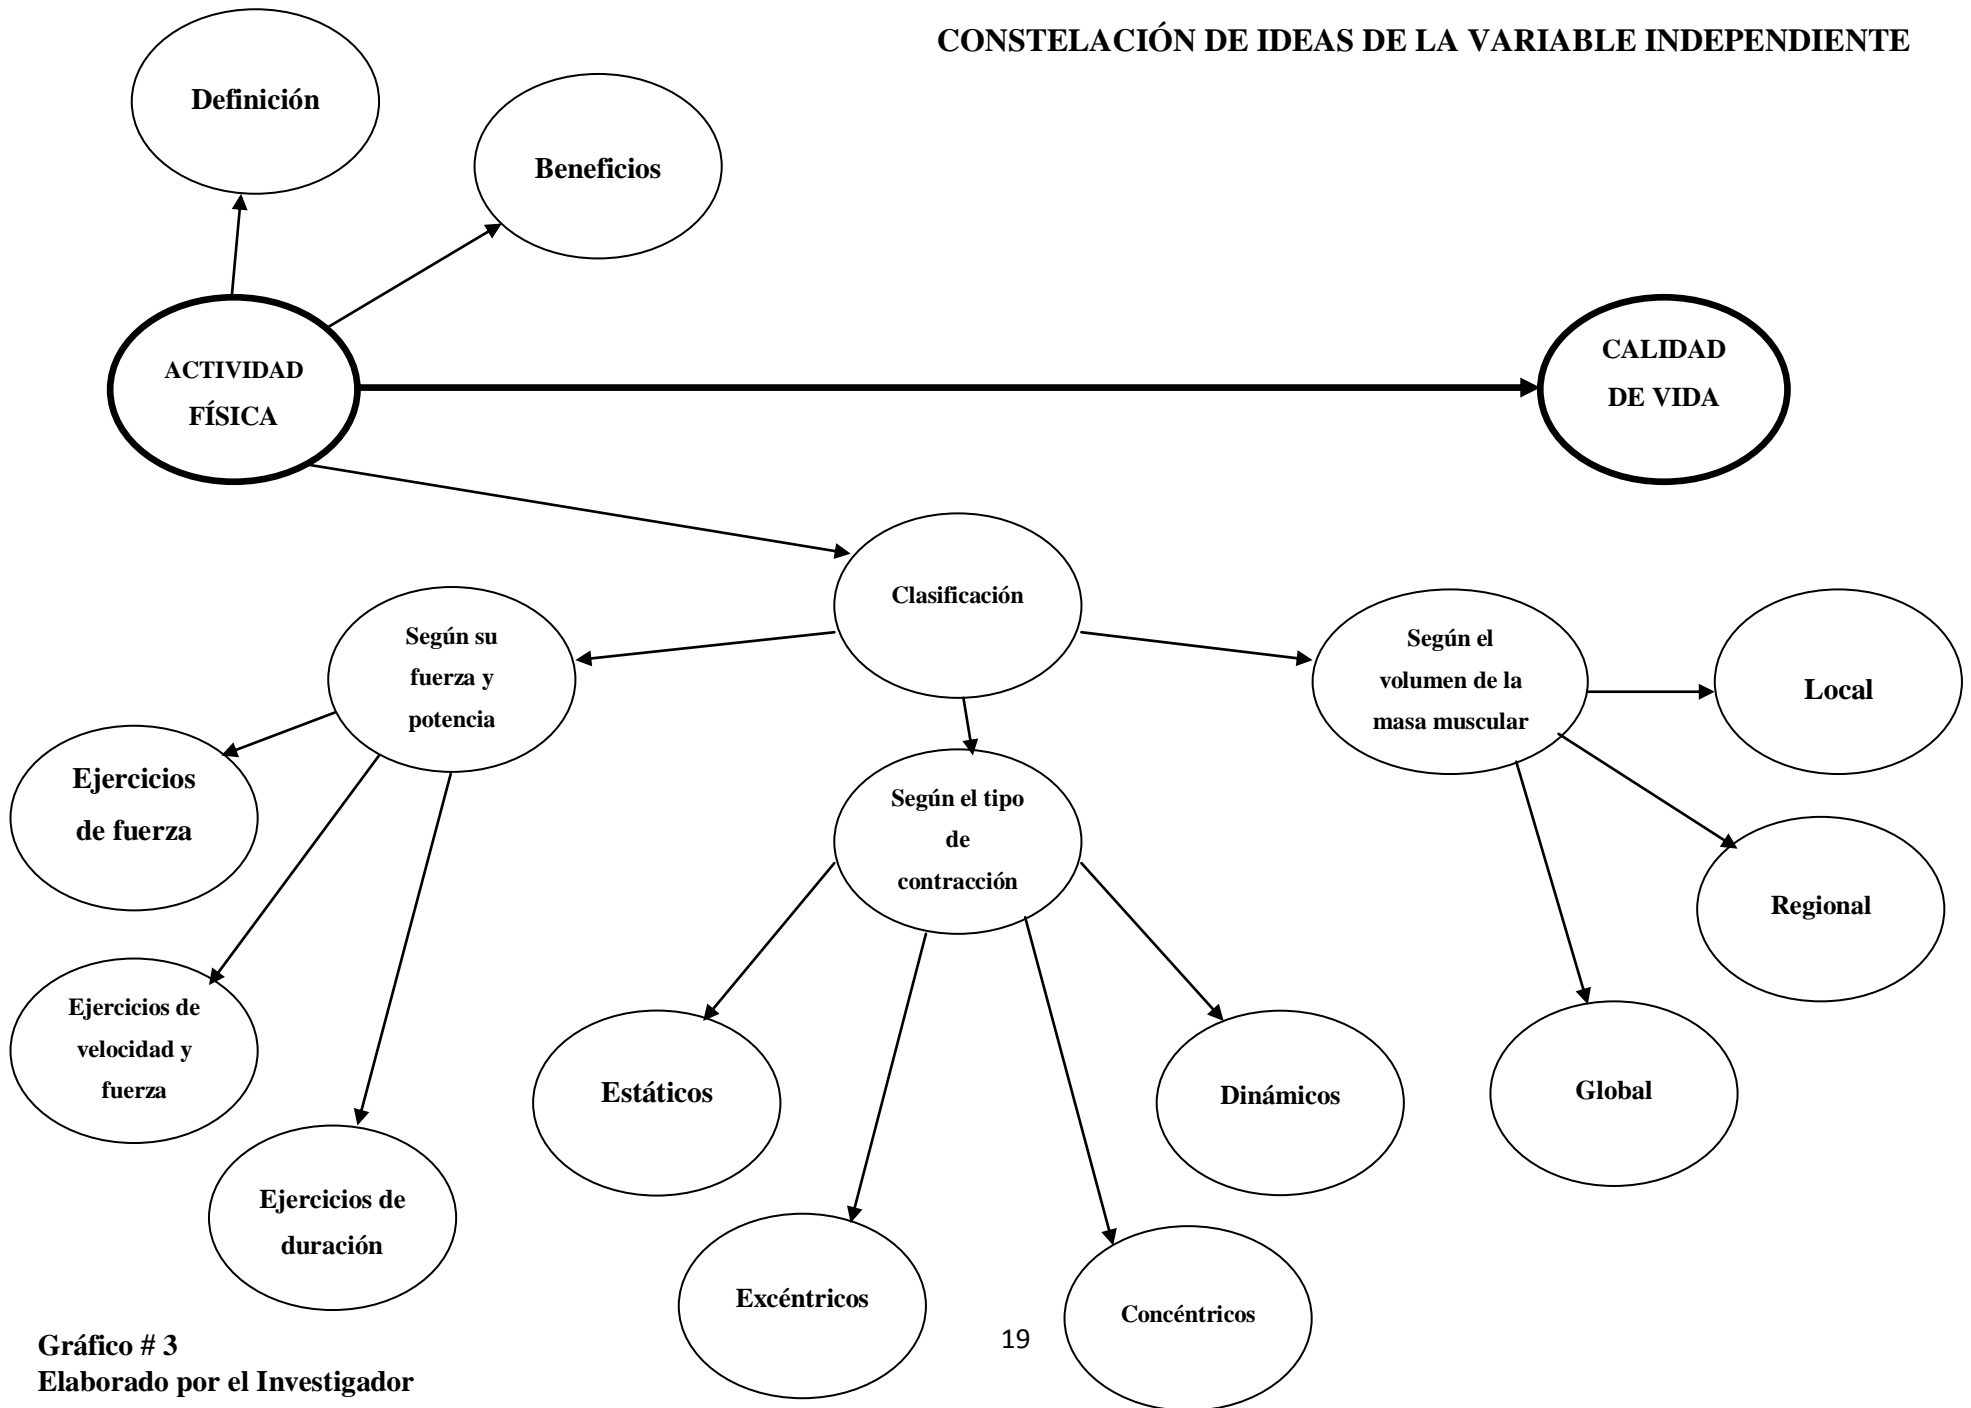 CONSTELACIÓN DE IDEAS DE LA VARIABLE INDEPENDIENTE
Definición
Beneficios
ACTIVIDAD
FÍSICA
CALIDAD
DE VIDA
Clasificación
Según su
fuerza y
potencia
Según el
volumen de la
masa muscular
Local
Ejercicios
de fuerza
Según el tipo
de
contracción
Regional
Ejercicios de
velocidad y
fuerza
Estáticos
Dinámicos
Global
Ejercicios de
duración
Excéntricos
Concéntricos
Gráfico # 3
Elaborado por el Investigador
19